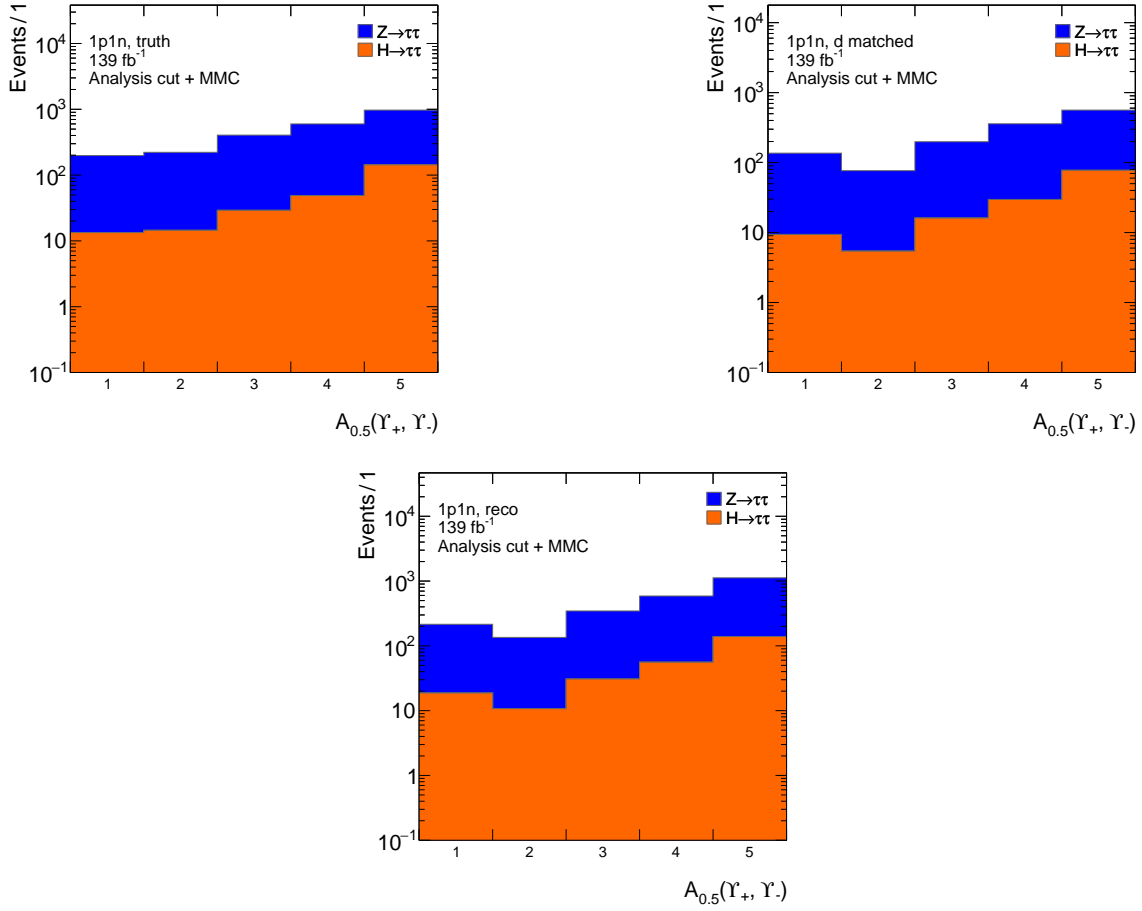 Events / 1
10⁴
10³
10²
10
1
10⁻¹
1p1n, truth
139 fb⁻¹
Analysis cut + MMC
Z→ττ
H→ττ
1 2 3 4 5
A₀.₅(ϒ₊, ϒ₋)
Events / 1
10⁴
10³
10²
10
1
10⁻¹
1p1n, d matched
139 fb⁻¹
Analysis cut + MMC
Z→ττ
H→ττ
1 2 3 4 5
A₀.₅(ϒ₊, ϒ₋)
Events / 1
10⁴
10³
10²
10
1
10⁻¹
1p1n, reco
139 fb⁻¹
Analysis cut + MMC
Z→ττ
H→ττ
1 2 3 4 5
A₀.₅(ϒ₊, ϒ₋)